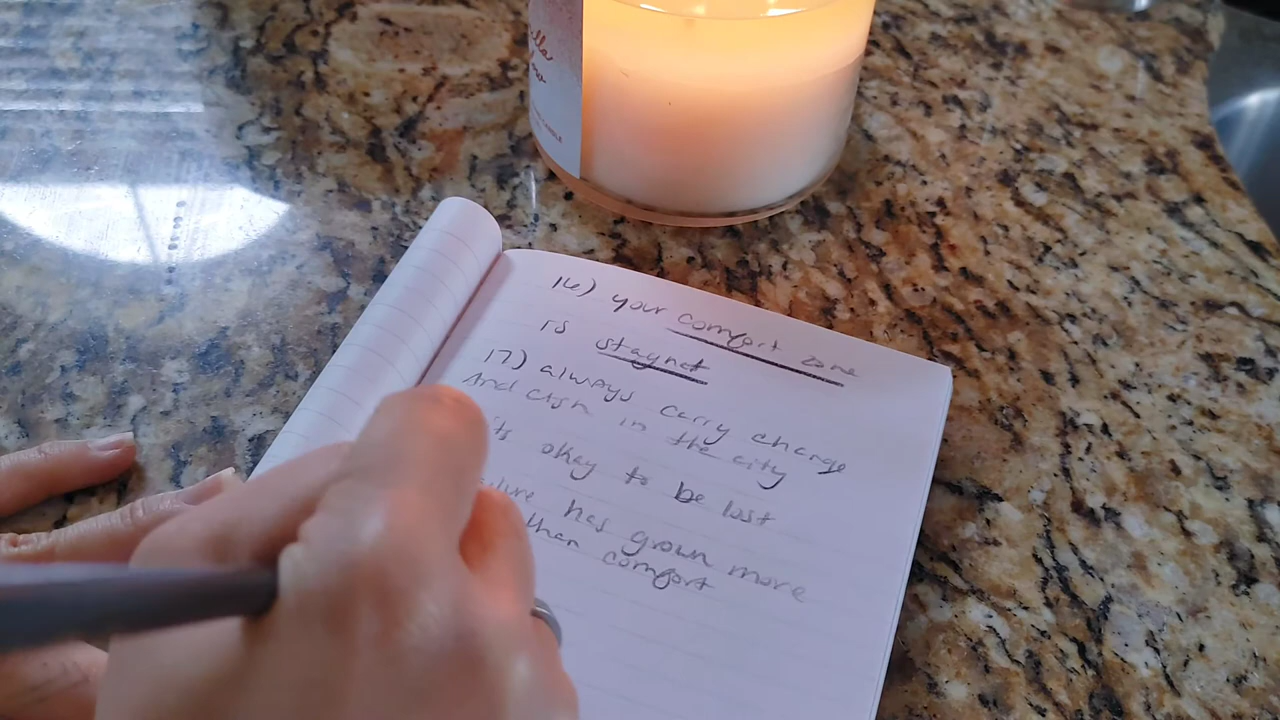 16) your comfort zone
is stagnet
17) always carry change
And cash in the city
okay to be lost
has grown more
than comfort